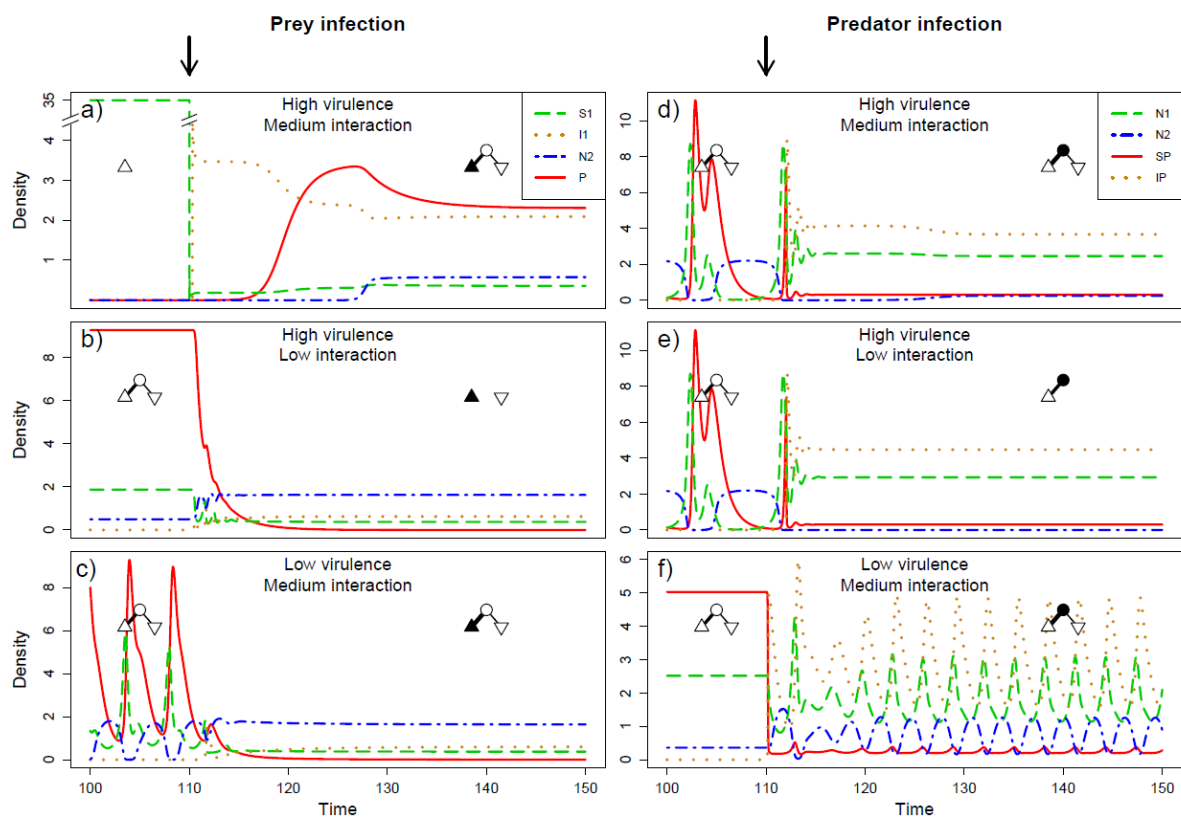 Prey infection
Predator infection
a)
High virulence
Medium interaction
S1
I1
N2
P
Density
35
4
3
2
1
b)
High virulence
Low interaction
Density
8
6
4
2
0
c)
Low virulence
Medium interaction
Density
8
6
4
2
0
100
110
120
130
140
150
Time
d)
High virulence
Medium interaction
N1
N2
SP
IP
Density
10
8
6
4
2
0
e)
High virulence
Low interaction
Density
10
8
6
4
2
0
f)
Low virulence
Medium interaction
Density
6
5
4
3
2
1
0
100
110
120
130
140
150
Time